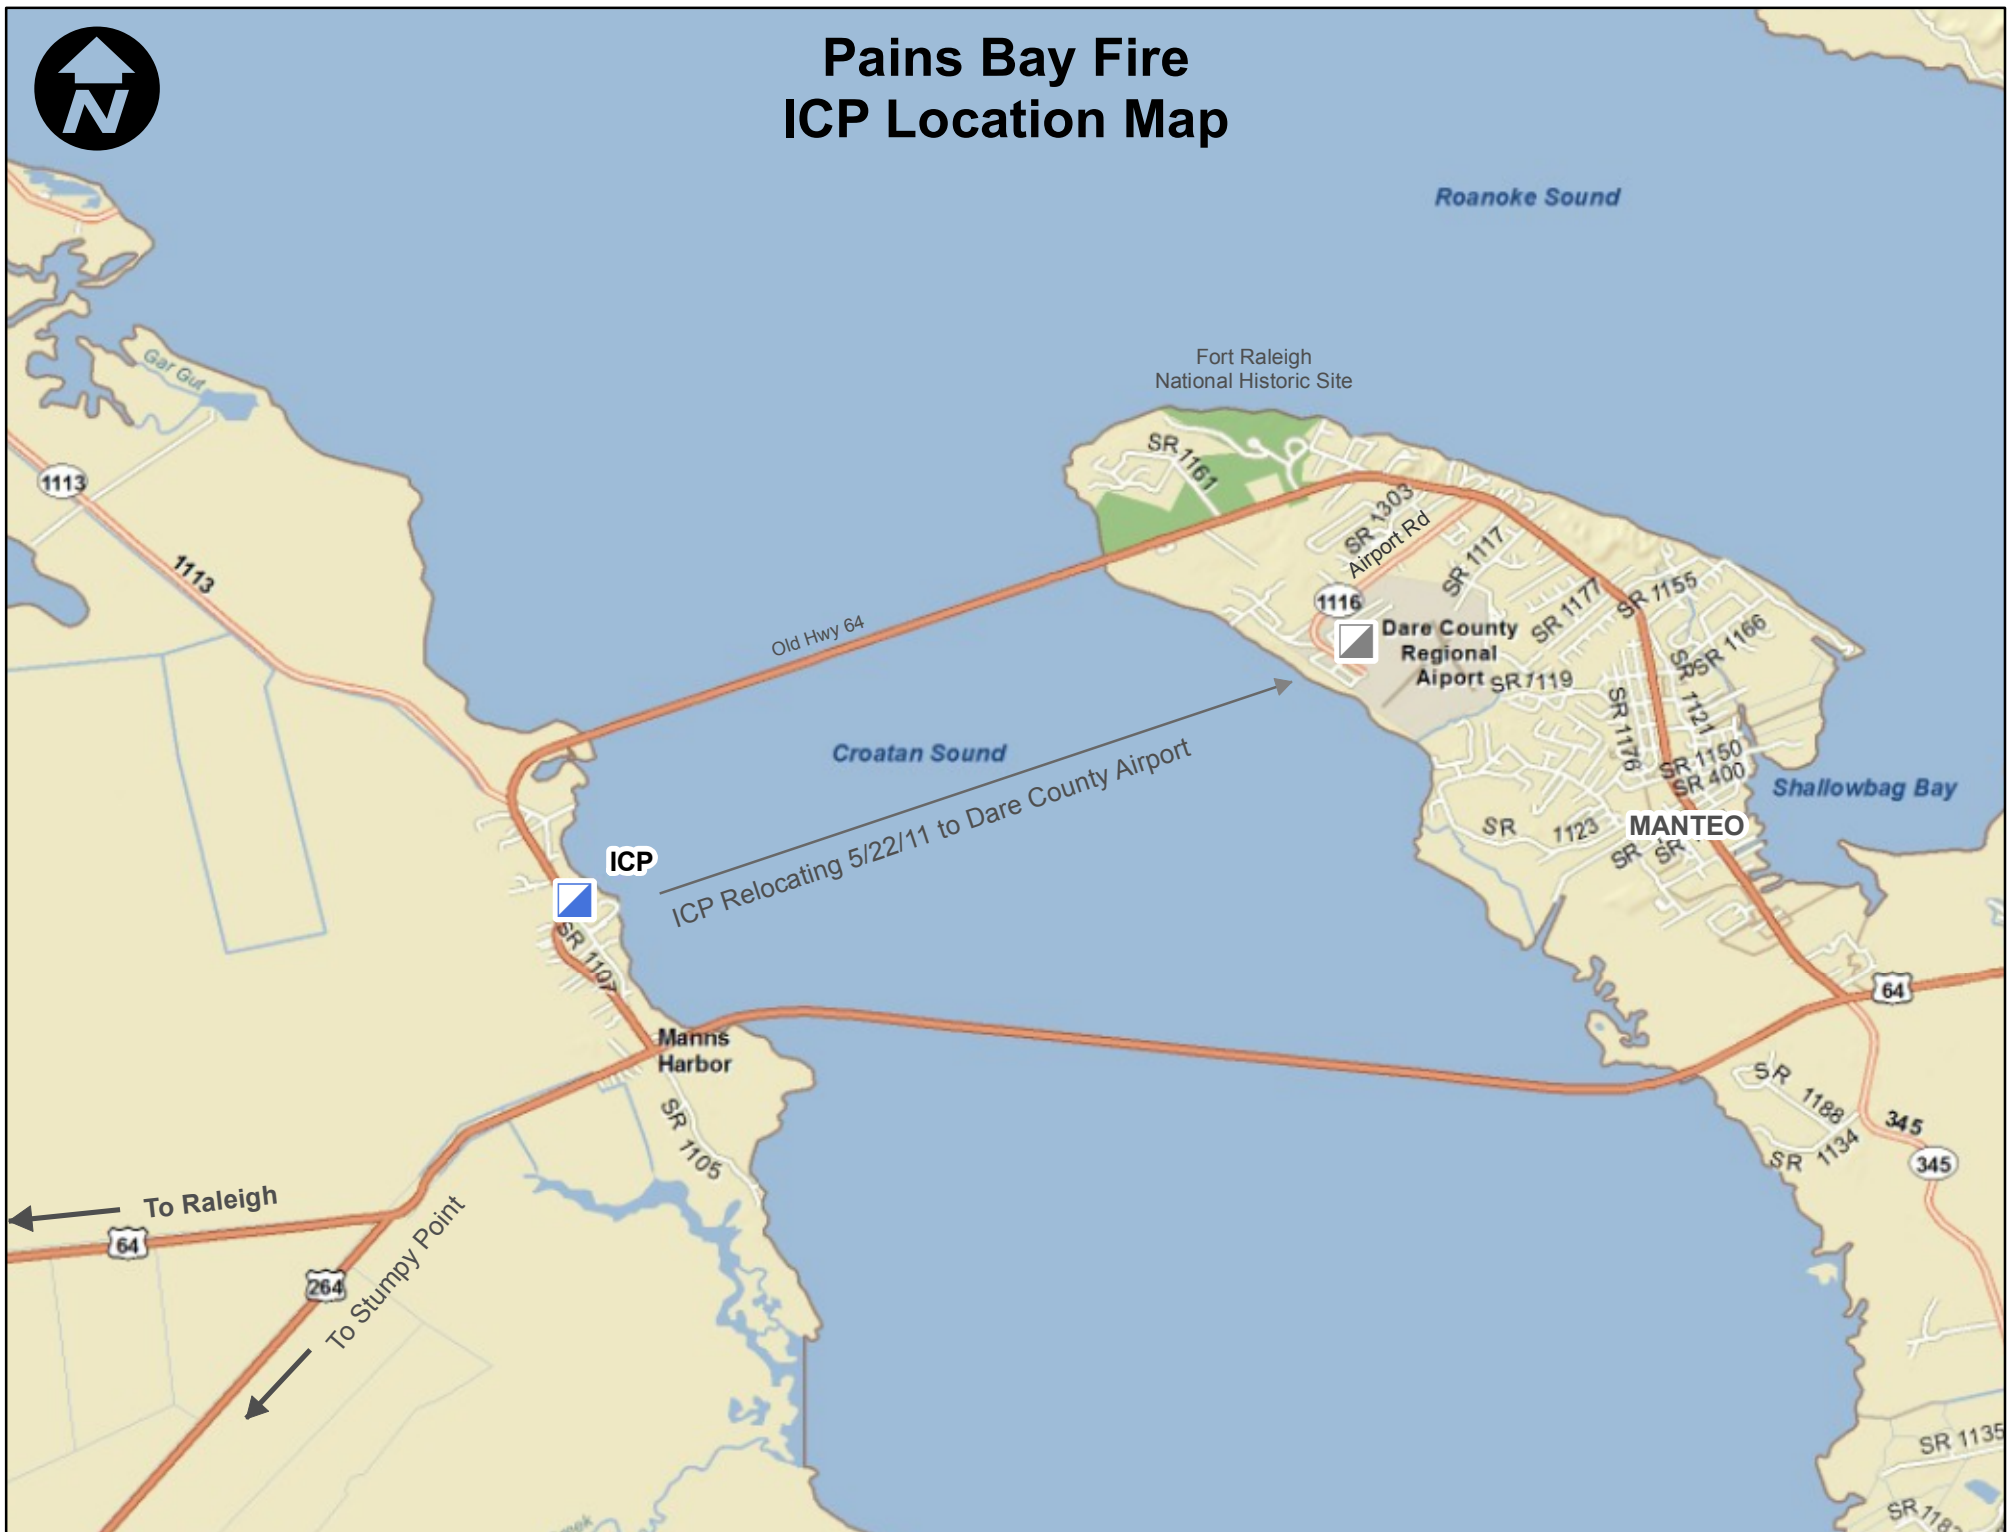 Pains Bay Fire
ICP Location Map
N
Roanoke Sound
Fort Raleigh
National Historic Site
Gar Gut
SR 1161
1113
SR 1303
Airport Rd
SR 1117
1113
1116
SR 1177
SR 1155
SR 1166
Old Hwy 64
Dare County
Regional
Aiport
SR 1119
SR 1121
SR 1176
Croatan Sound
SR 1150
SR 400
Shallowbag Bay
ICP Relocating 5/22/11 to Dare County Airport
SR 1123
MANTEO
SR
SR
ICP
SR 1107
64
Manns
Harbor
SR 1105
SR 1188
SR 1134
345
345
To Raleigh
64
264
To Stumpy Point
SR 1135